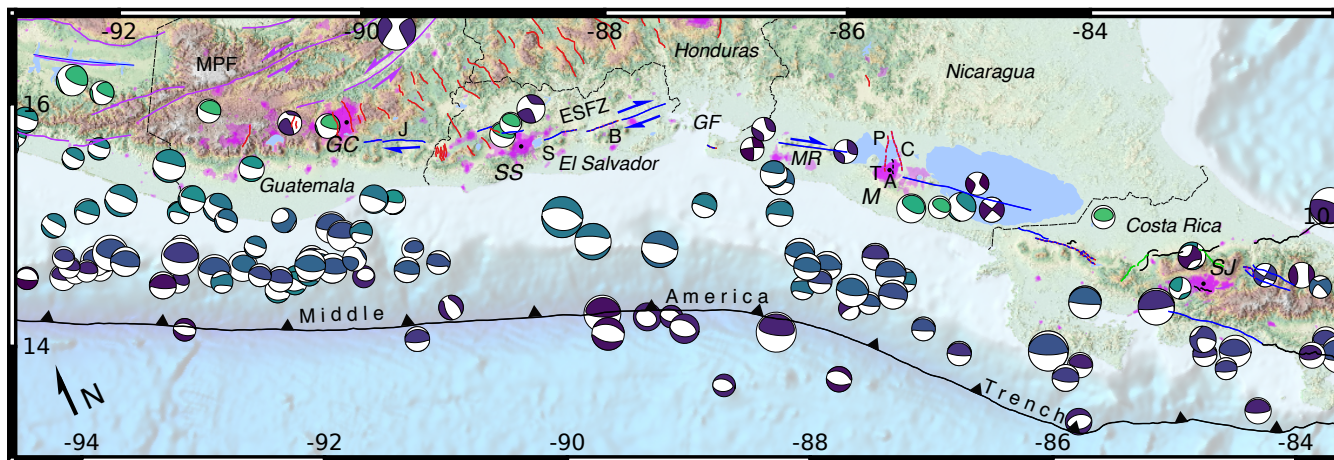 -92
-90
-88
-86
-84
Honduras
Nicaragua
MPF
16
ESFZ
GC
J
S
B
GF
SS
El Salvador
Guatemala
MR
P
C
T
A
M
Costa Rica
10
SJ
Middle
America
Trench
14
N
-94
-92
-90
-88
-86
-84